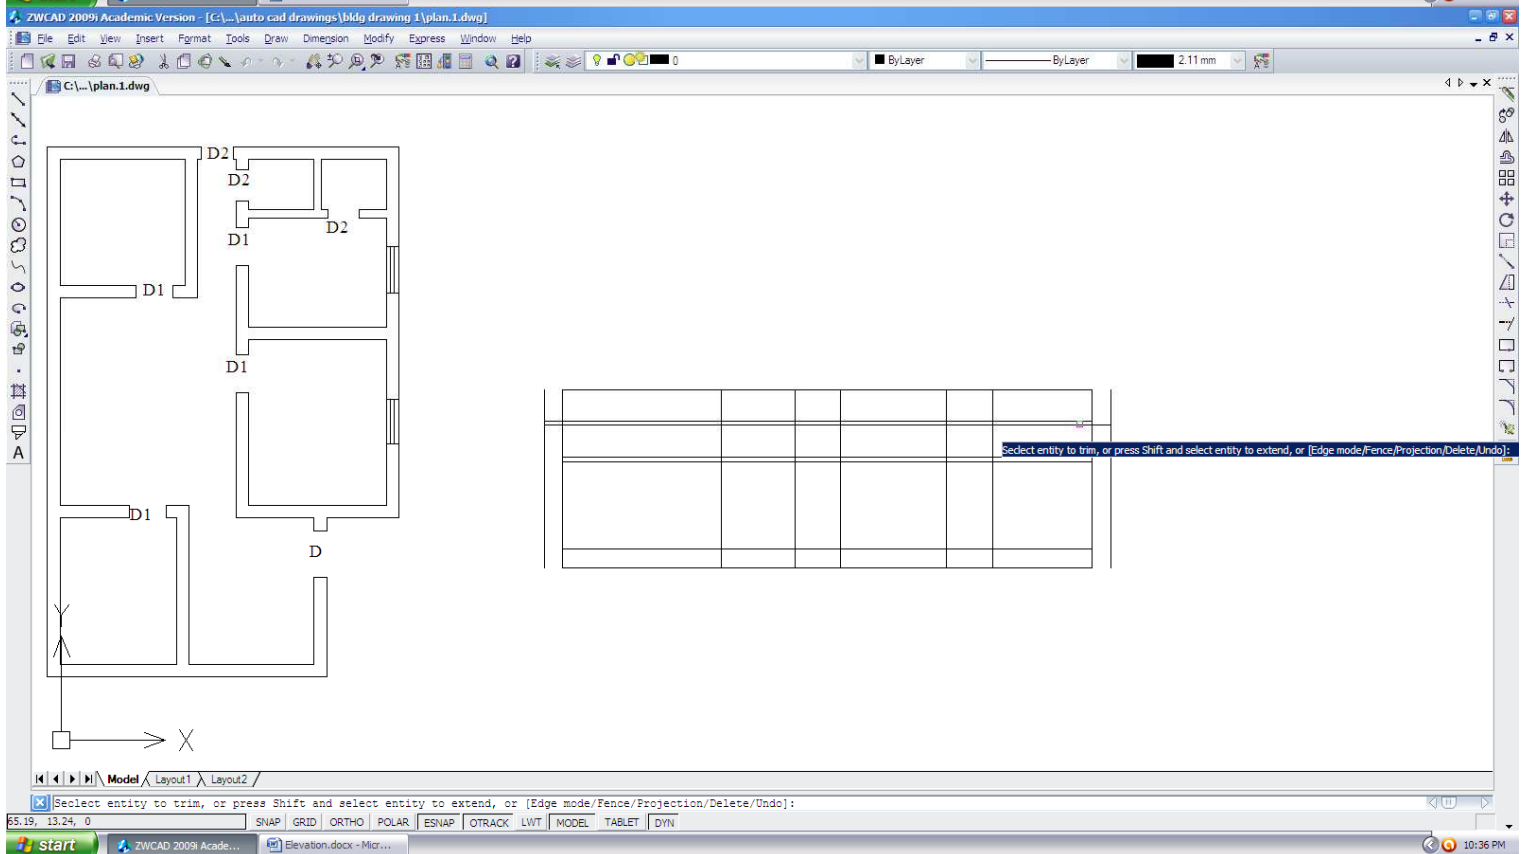 ZWCAD 2009i Academic Version - [C:\...\auto cad drawings\bldg drawing 1\plan.1.dwg]
File Edit View Insert Format Tools Draw Dimension Modify Express Window Help
0 ByLayer ByLayer 2.11 mm
C:\...\plan.1.dwg
D2
D2
D2
D1
D1
D1
D1
D
Seclect entity to trim, or press Shift and select entity to extend, or [Edge mode/Fence/Projection/Delete/Undo]:
Y
X
A
Model Layout1 Layout2
Seclect entity to trim, or press Shift and select entity to extend, or [Edge mode/Fence/Projection/Delete/Undo]:
65.19, 13.24, 0 SNAP GRID ORTHO POLAR ESNAP OTRACK LWT MODEL TABLET DYN
start ZWCAD 2009i Acade... Elevation.docx - Micr... 10:36 PM